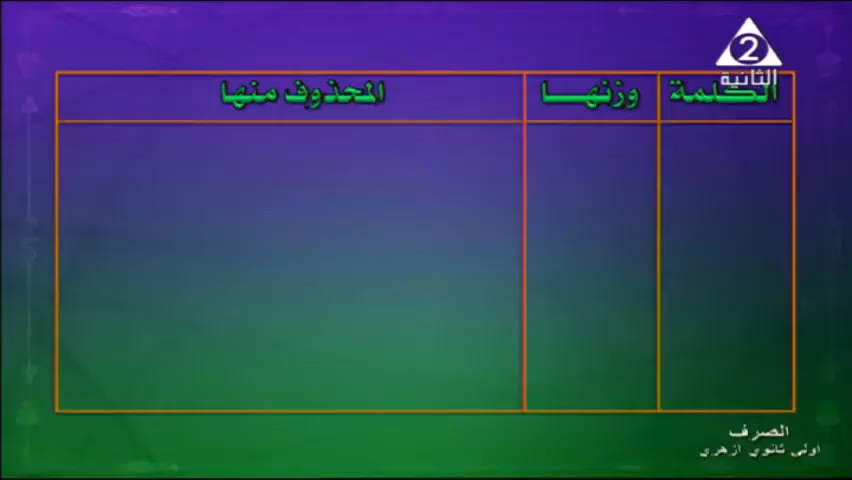 2
الثانية
الكلمة وزنها المحذوف منها
الصرف
اولى ثانوي ازهري